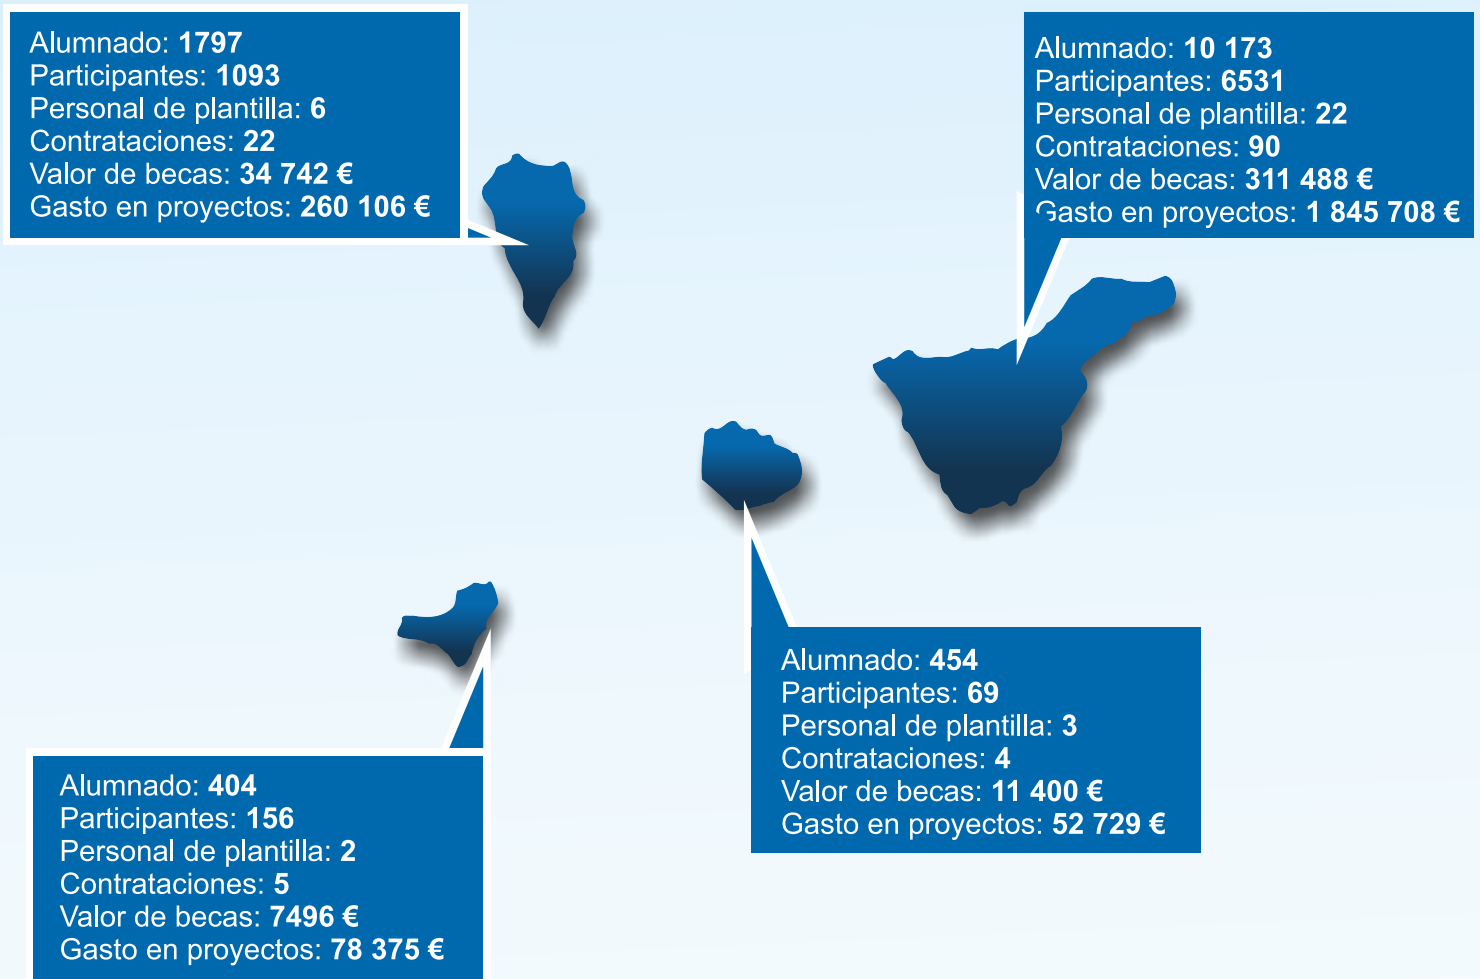 Alumnado: 1797
Participantes: 1093
Personal de plantilla: 6
Contrataciones: 22
Valor de becas: 34 742 €
Gasto en proyectos: 260 106 €
Alumnado: 10 173
Participantes: 6531
Personal de plantilla: 22
Contrataciones: 90
Valor de becas: 311 488 €
Gasto en proyectos: 1 845 708 €
Alumnado: 454
Participantes: 69
Personal de plantilla: 3
Contrataciones: 4
Valor de becas: 11 400 €
Gasto en proyectos: 52 729 €
Alumnado: 404
Participantes: 156
Personal de plantilla: 2
Contrataciones: 5
Valor de becas: 7496 €
Gasto en proyectos: 78 375 €